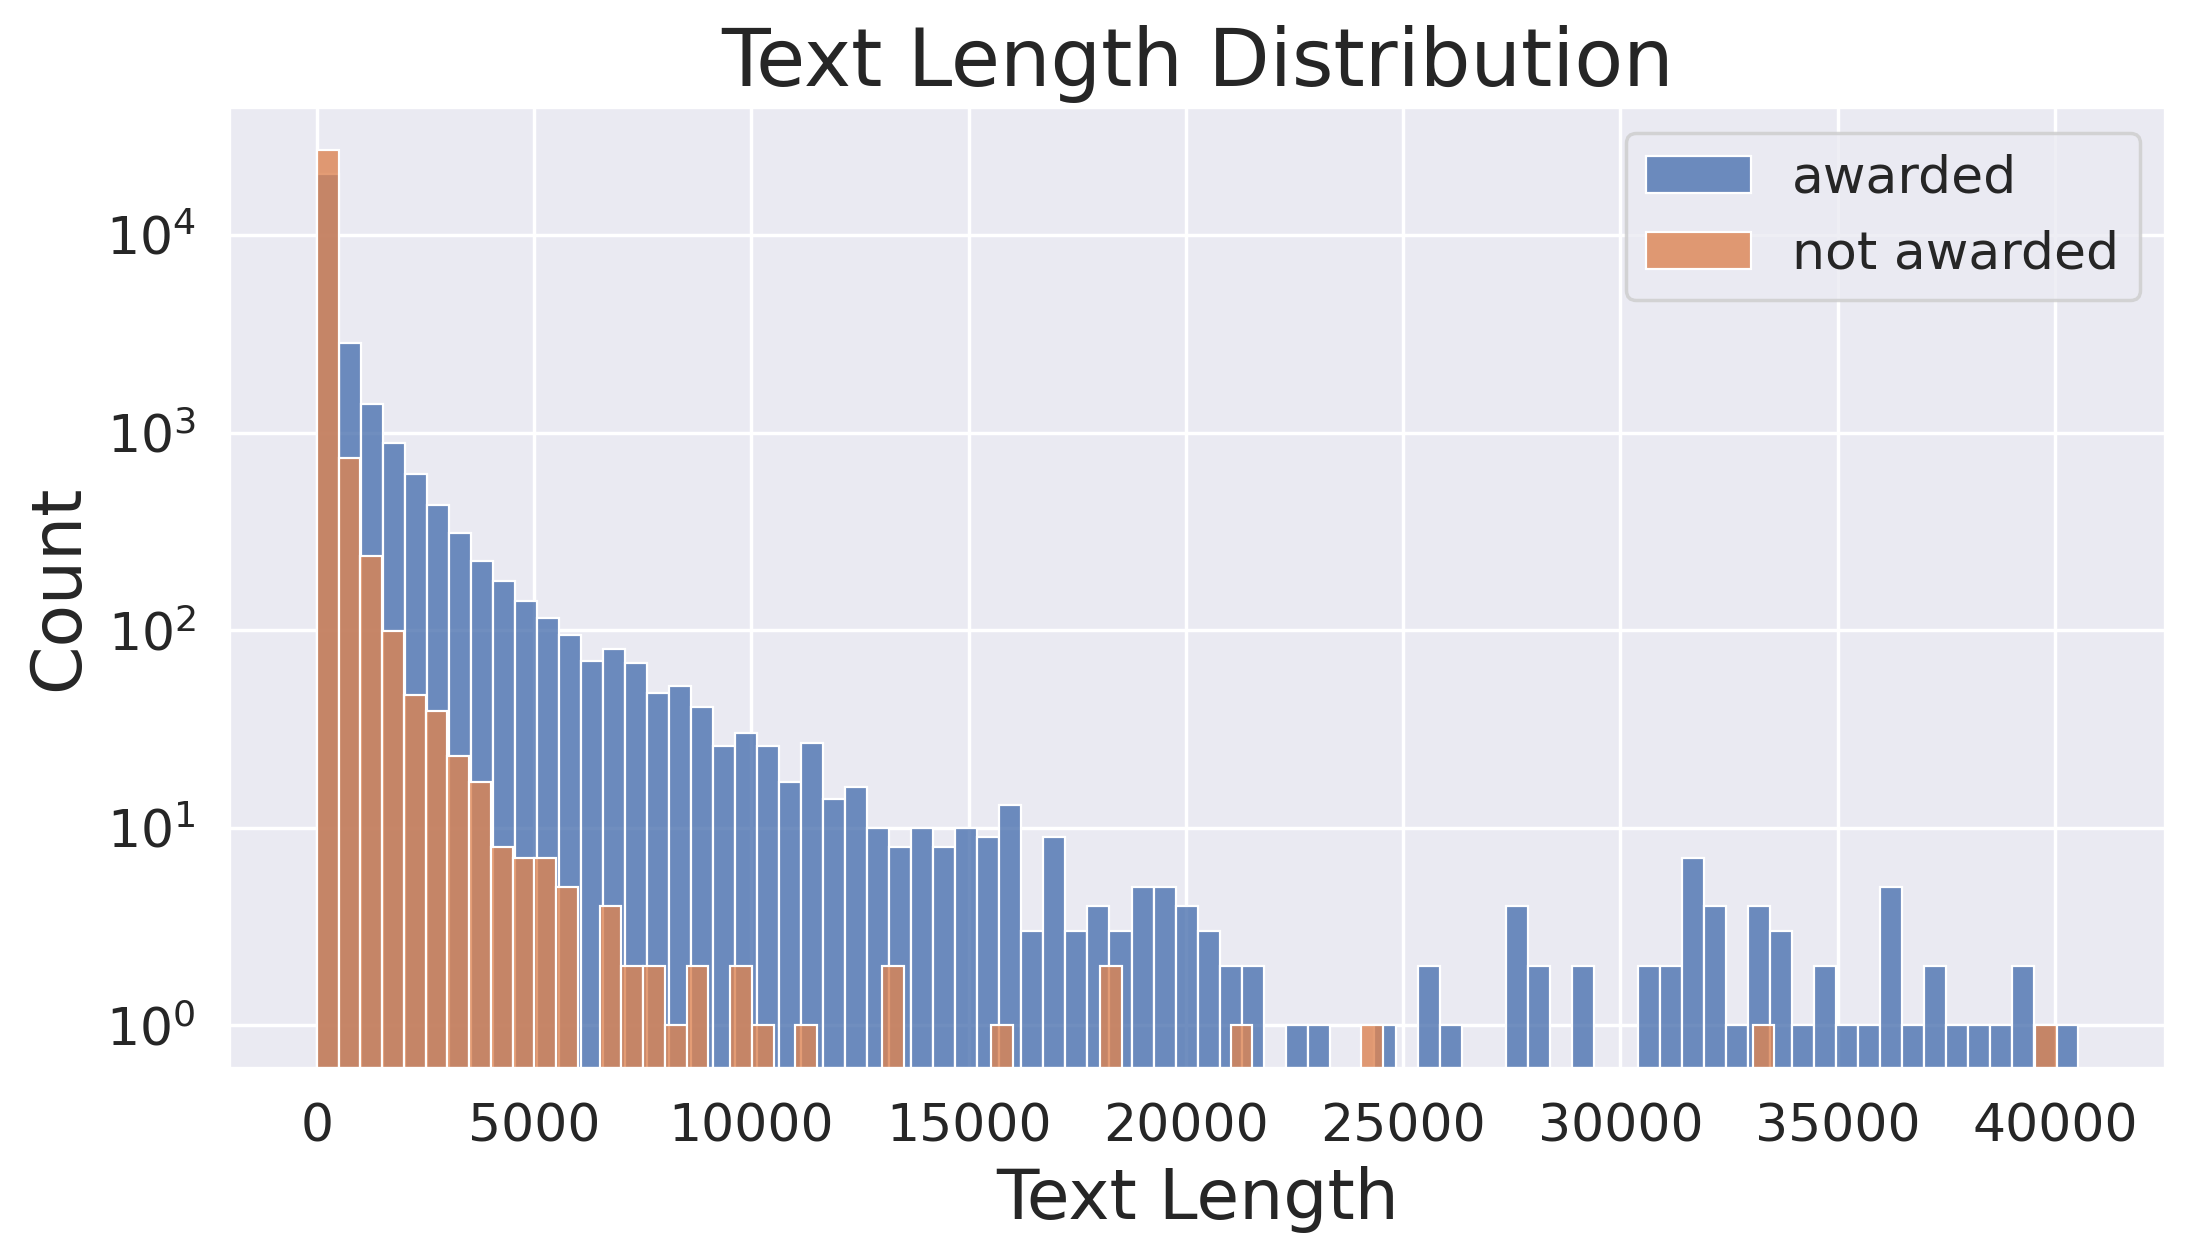 Text Length Distribution
awarded
not awarded
10⁴
10³
10²
10¹
10⁰
Count
0 5000 10000 15000 20000 25000 30000 35000 40000
Text Length